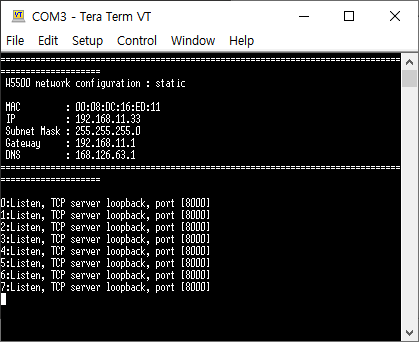 VT
COM3 - Tera Term VT
File Edit Setup Control Window Help
====================================================================
====================
W5500 network configuration : static
MAC : 00:08:DC:16:ED:11
IP : 192.168.11.33
Subnet Mask : 255.255.255.0
Gateway : 192.168.11.1
DNS : 168.126.63.1
====================================================================
====================
0:Listen, TCP server loopback, port [8000]
1:Listen, TCP server loopback, port [8000]
2:Listen, TCP server loopback, port [8000]
3:Listen, TCP server loopback, port [8000]
4:Listen, TCP server loopback, port [8000]
5:Listen, TCP server loopback, port [8000]
6:Listen, TCP server loopback, port [8000]
7:Listen, TCP server loopback, port [8000]